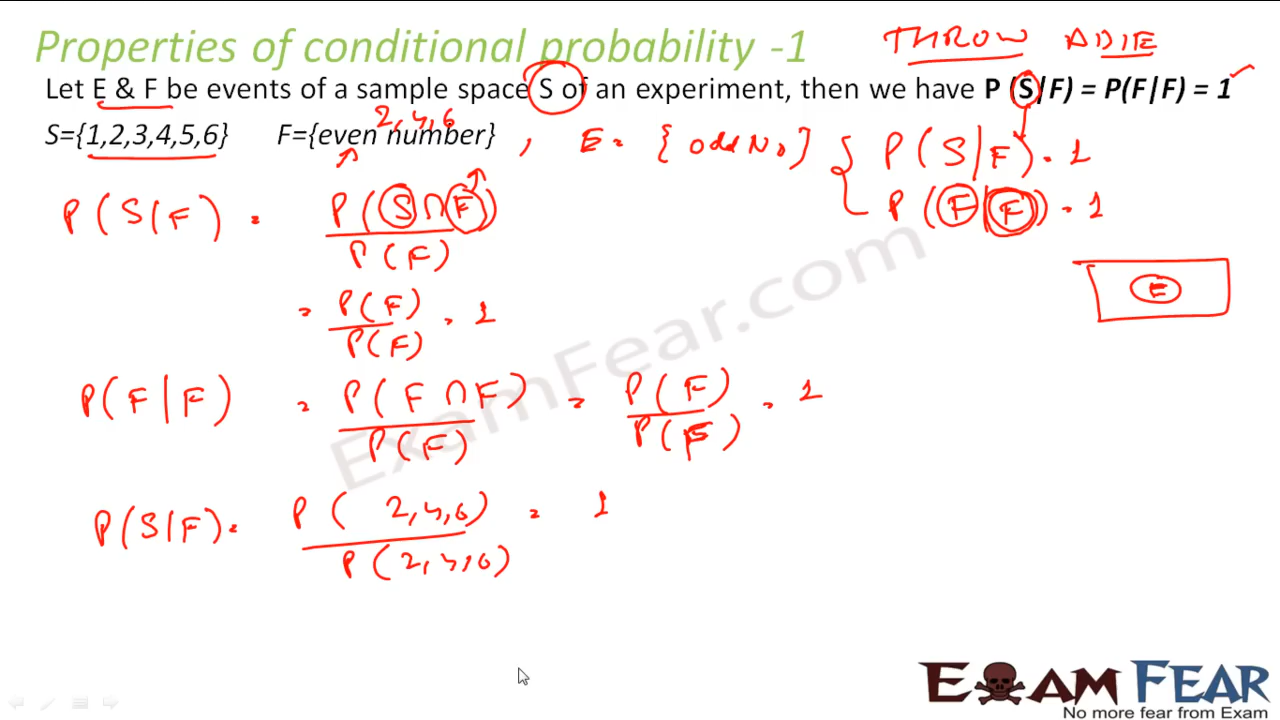 Properties of conditional probability -1
THROW A DIE
Let E & F be events of a sample space S of an experiment, then we have P (S|F) = P(F|F) = 1
2, 4, 6
S={1,2,3,4,5,6} F={even number} , E = {odd No}
P(S|F) = 1
P(F|F) = 1
P(S|F) = P(S∩F)
P(F)
= P(F) = 1
P(F)
E
P(F|F) = P(F∩F) = P(F) = 1
P(F) P(F)
P(S|F) = P(2,4,6) = 1
P(2,4,6)
ExamFear.com
EXAM FEAR
No more fear from Exam